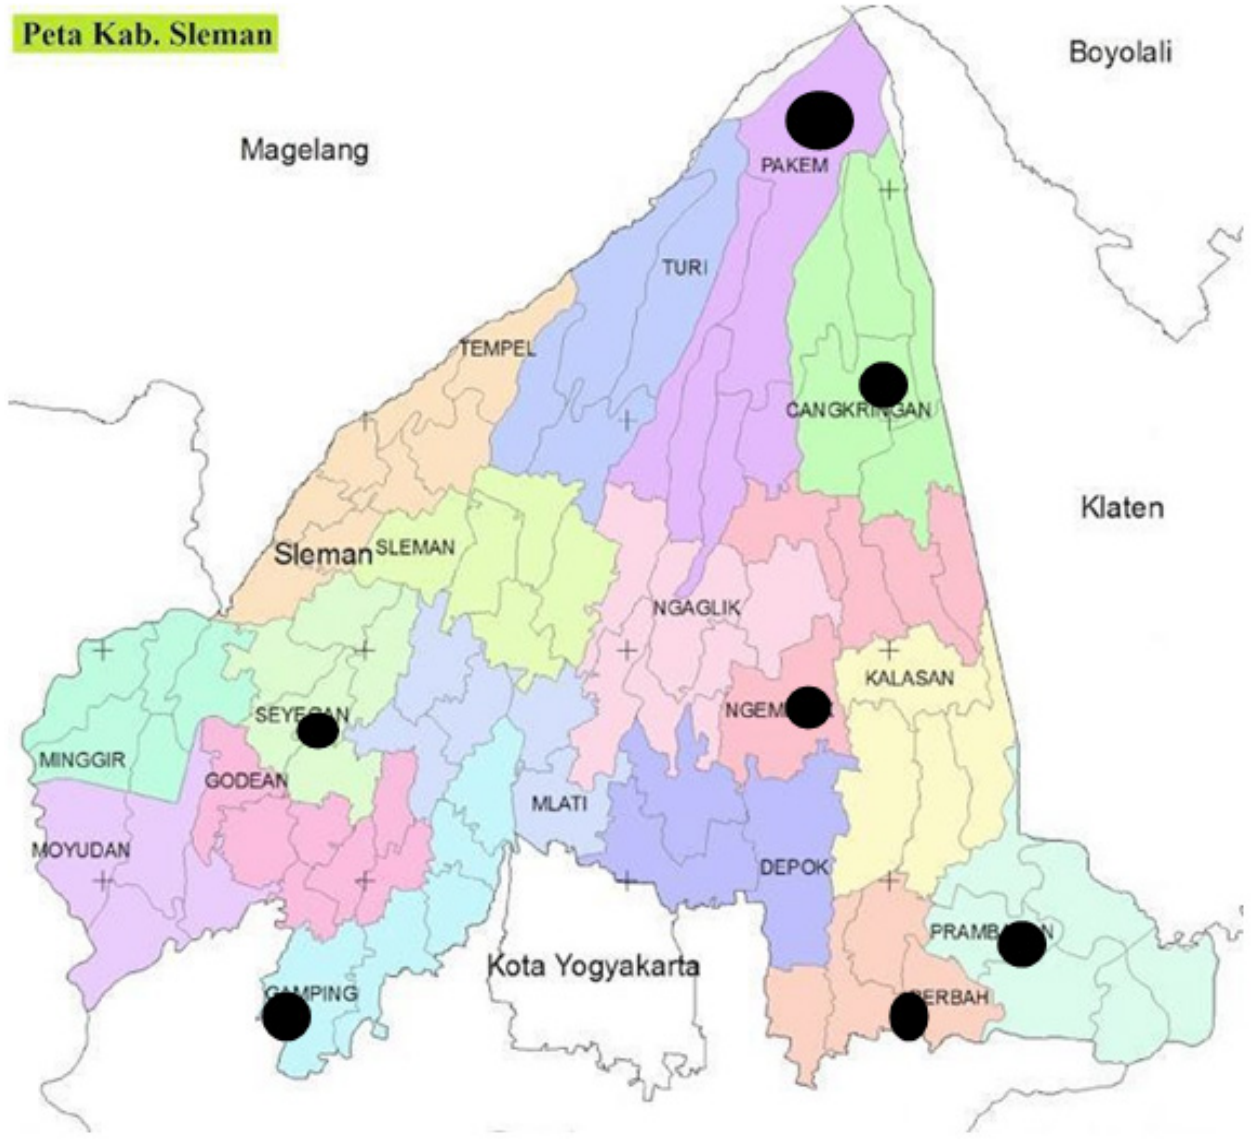 Peta Kab. Sleman
Boyolali
Magelang
PAKEM
TURI
TEMPEL
CANGKRINGAN
Klaten
Sleman
SLEMAN
NGAGLIK
KALASAN
SEYEGAN
MINGGIR
GODEAN
MLATI
MOYUDAN
DEPOK
Kota Yogyakarta
GAMPING